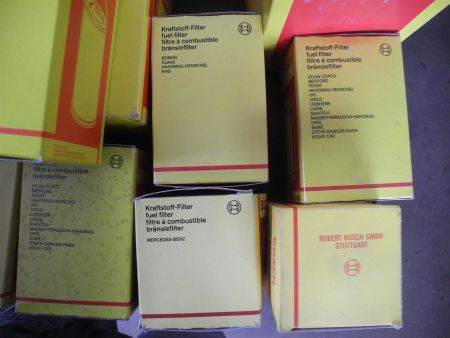 Kraftstoff-Filter
fuel filter
filtre à combustible
bränslefilter
BOMAG
CLAAS
HANOMAG-HENSCHEL
KHD
Kraftstoff-Filter
fuel filter
filtre à combustible
bränslefilter
ATLAS COPCO
BEDFORD
FENDT
HANOMAG-HENSCHEL
IHC
IVECO
LIEBHERR
LINDE
MANITOU
MASSEY-FERGUSON-HANOMAG
OPEL
SAME
STEYR-DAIMLER-PUCH
VOLVO CAR
filtre à combustible
bränslefilter
ATLAS COPCO
BEDFORD
FENDT
HANOMAG-HENSCHEL
IHC
IVECO
LIEBHERR
LINDE
MANITOU
MASSEY-FERGUSON-HANOMAG
OPEL
SAME
STEYR-DAIMLER-PUCH
VOLVO CAR
Kraftstoff-Filter
fuel filter
filtre à combustible
bränslefilter
MERCEDES-BENZ
BOSCH
ROBERT BOSCH GMBH
STUTTGART